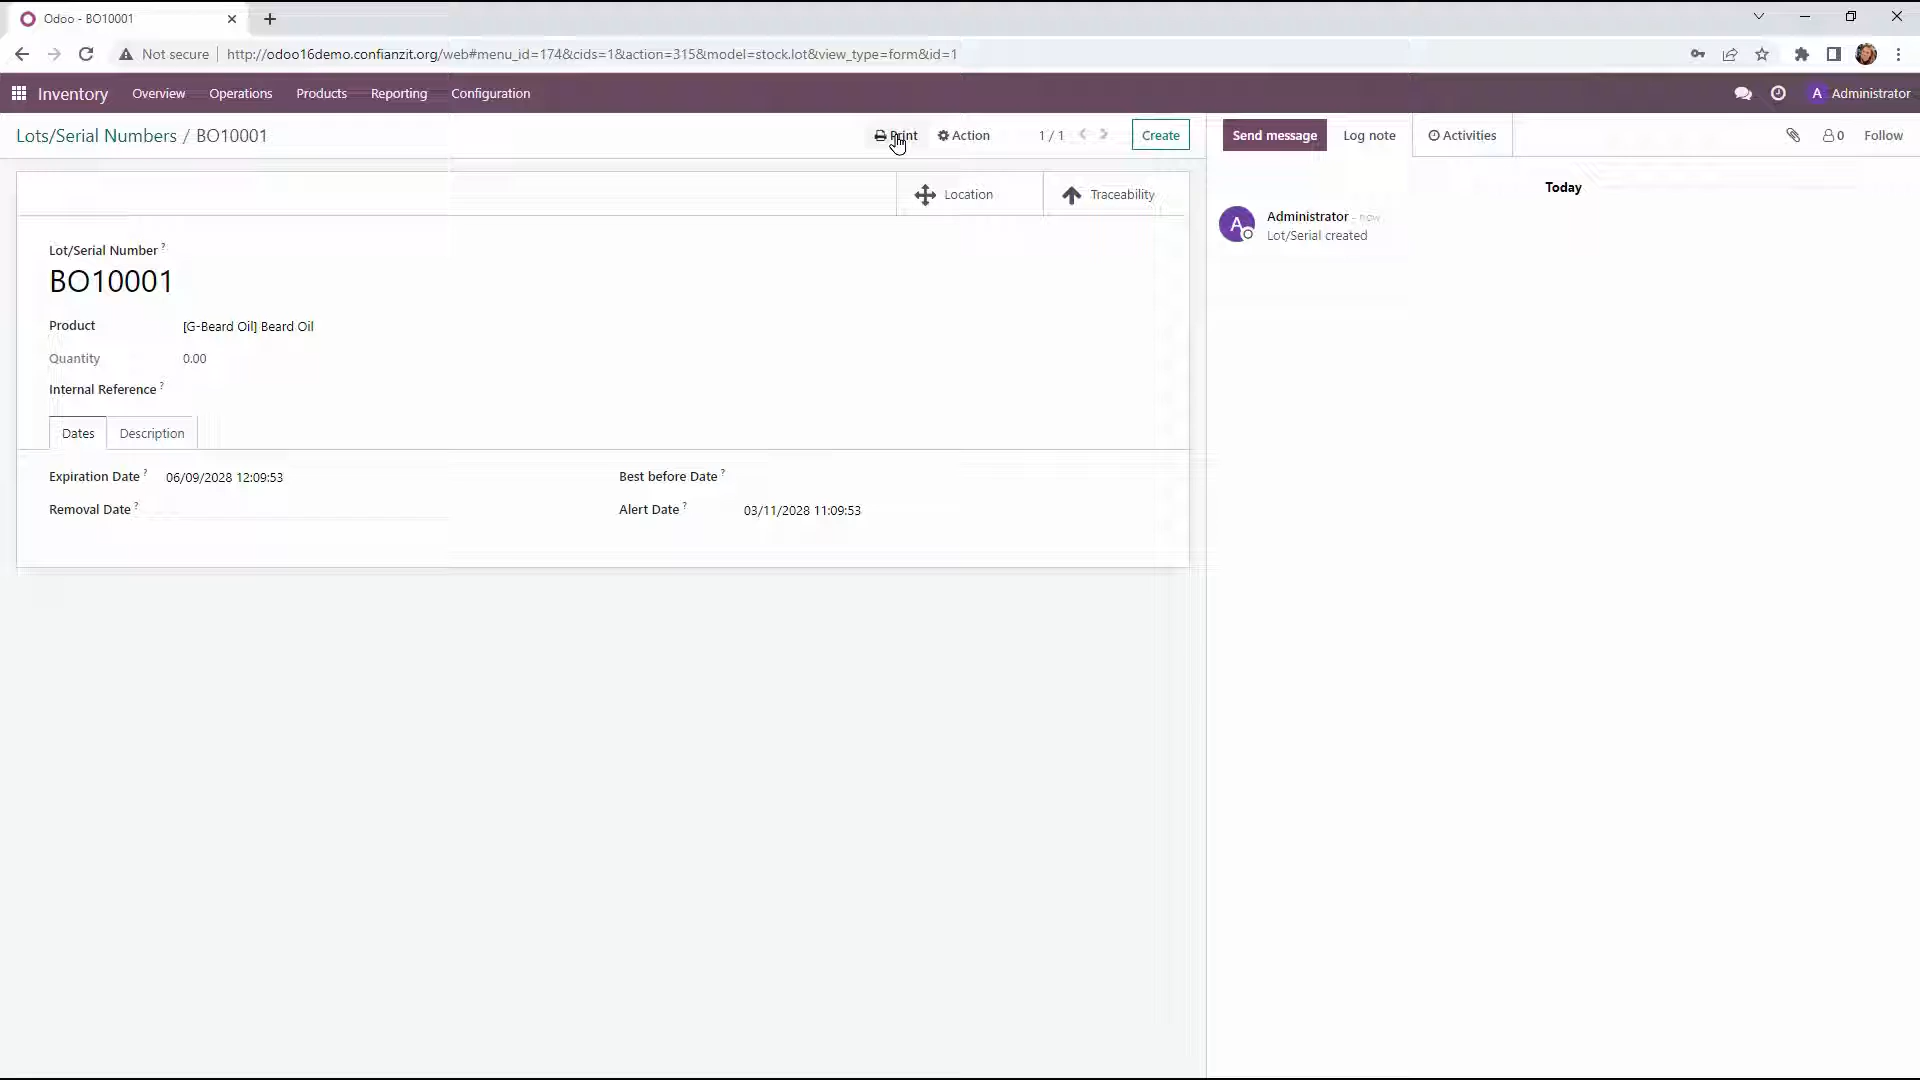 Odoo - BO10001
Not secure
http://odoo16demo.confianzit.org/web#menu_id=174&cids=1&action=315&model=stock.lot&view_type=form&id=1
Inventory Overview Operations Products Reporting Configuration
A Administrator
Lots/Serial Numbers / BO10001
Print Action 1 / 1 Create
Send message Log note Activities 0 Follow
Location Traceability
Today
A Administrator - now
Lot/Serial created
Lot/Serial Number ?
BO10001
Product [G-Beard Oil] Beard Oil
Quantity 0.00
Internal Reference ?
Dates Description
Expiration Date ? 06/09/2028 12:09:53 Best before Date ?
Removal Date ? Alert Date ? 03/11/2028 11:09:53